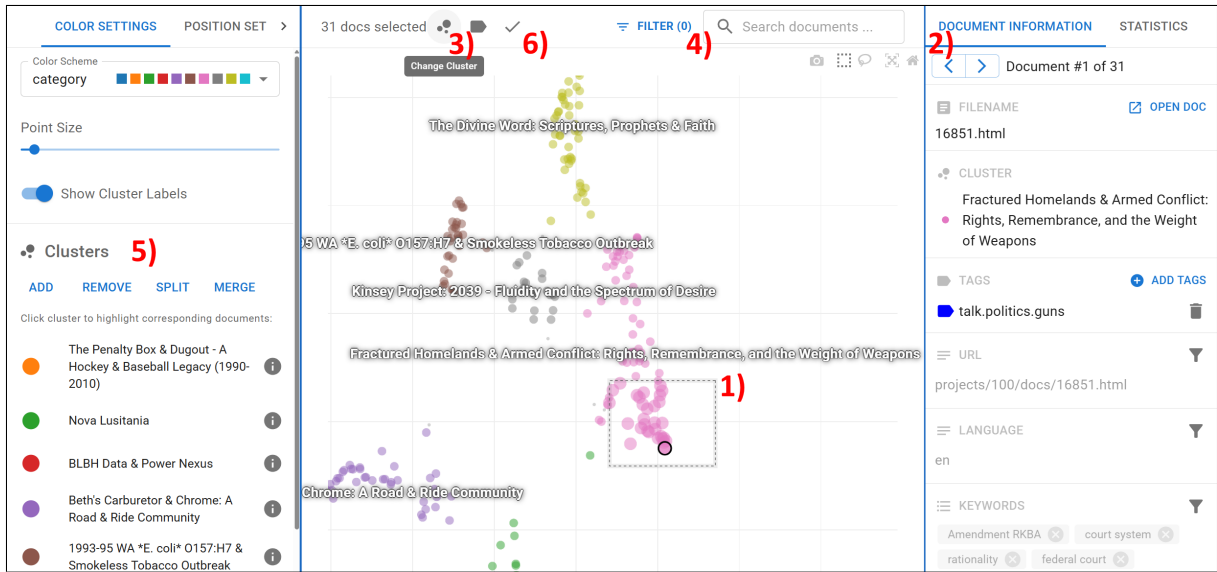 COLOR SETTINGS
POSITION SET
Color Scheme
category
Point Size
Show Cluster Labels
Clusters
5)
ADD
REMOVE
SPLIT
MERGE
Click cluster to highlight corresponding documents:
The Penalty Box & Dugout - A
Hockey & Baseball Legacy (1990-
2010)
Nova Lusitania
BLBH Data & Power Nexus
Beth's Carburetor & Chrome: A
Road & Ride Community
1993-95 WA *E. coli* O157:H7 &
Smokeless Tobacco Outbreak
31 docs selected
3)
6)
Change Cluster
FILTER (0)
4)
Search documents ...
The Divine Word: Scriptures, Prophets & Faith
95 WA *E. coli* O157:H7 & Smokeless Tobacco Outbreak
Kinsey Project: 2039 - Fluidity and the Spectrum of Desire
Fractured Homelands & Armed Conflict: Rights, Remembrance, and the Weight of Weapons
1)
Chrome: A Road & Ride Community
DOCUMENT INFORMATION
STATISTICS
2)
Document #1 of 31
FILENAME
OPEN DOC
16851.html
CLUSTER
Fractured Homelands & Armed Conflict:
Rights, Remembrance, and the Weight
of Weapons
TAGS
ADD TAGS
talk.politics.guns
URL
projects/100/docs/16851.html
LANGUAGE
en
KEYWORDS
Amendment RKBA
court system
rationality
federal court